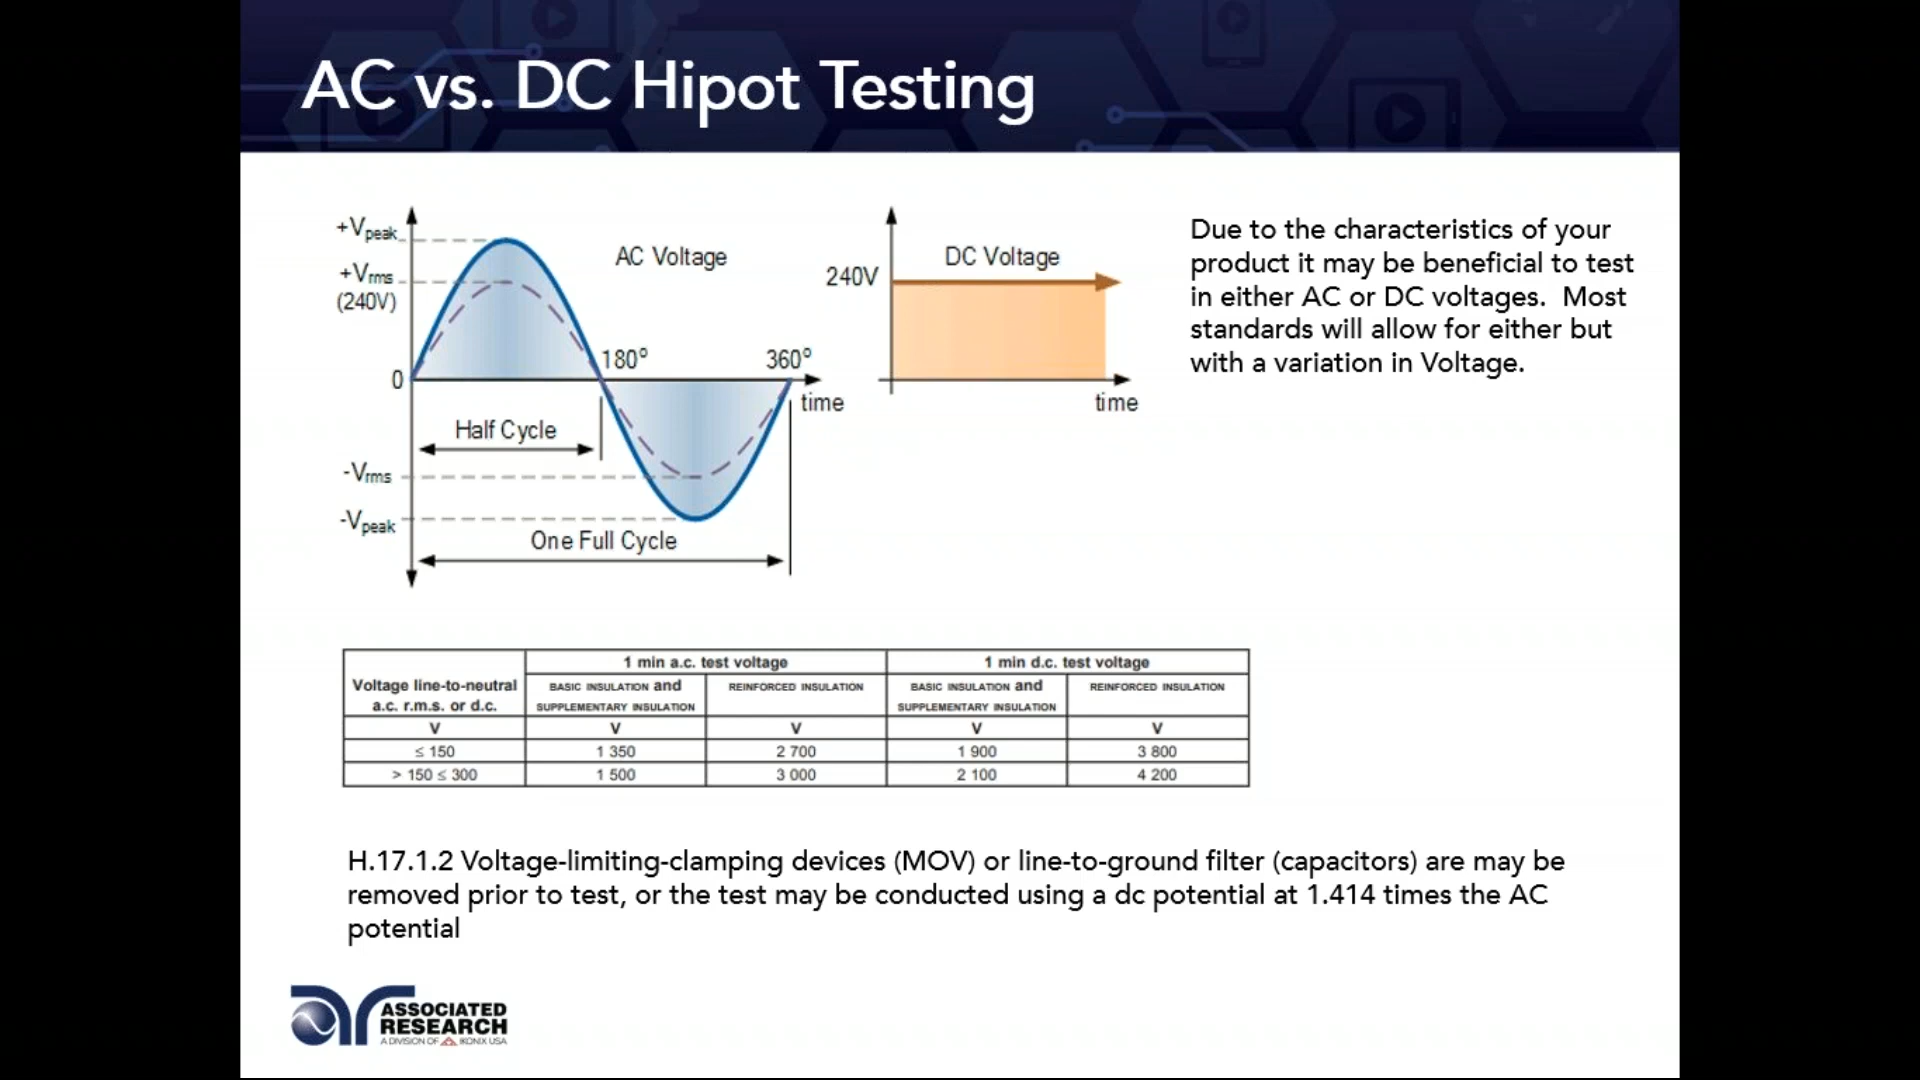 AC vs. DC Hipot Testing
+Vpeak
+Vrms
(240V)
0
-Vrms
-Vpeak
AC Voltage
180°
360°
time
Half Cycle
One Full Cycle
240V
DC Voltage
time
Due to the characteristics of your
product it may be beneficial to test
in either AC or DC voltages. Most
standards will allow for either but
with a variation in Voltage.
Voltage line-to-neutral
a.c. r.m.s. or d.c.
1 min a.c. test voltage
1 min d.c. test voltage
BASIC INSULATION and
SUPPLEMENTARY INSULATION
REINFORCED INSULATION
BASIC INSULATION and
SUPPLEMENTARY INSULATION
REINFORCED INSULATION
V V V V V
≤ 150 1 350 2 700 1 900 3 800
> 150 ≤ 300 1 500 3 000 2 100 4 200
H.17.1.2 Voltage-limiting-clamping devices (MOV) or line-to-ground filter (capacitors) are may be
removed prior to test, or the test may be conducted using a dc potential at 1.414 times the AC
potential
ASSOCIATED
RESEARCH
A DIVISION OF IKONIX USA